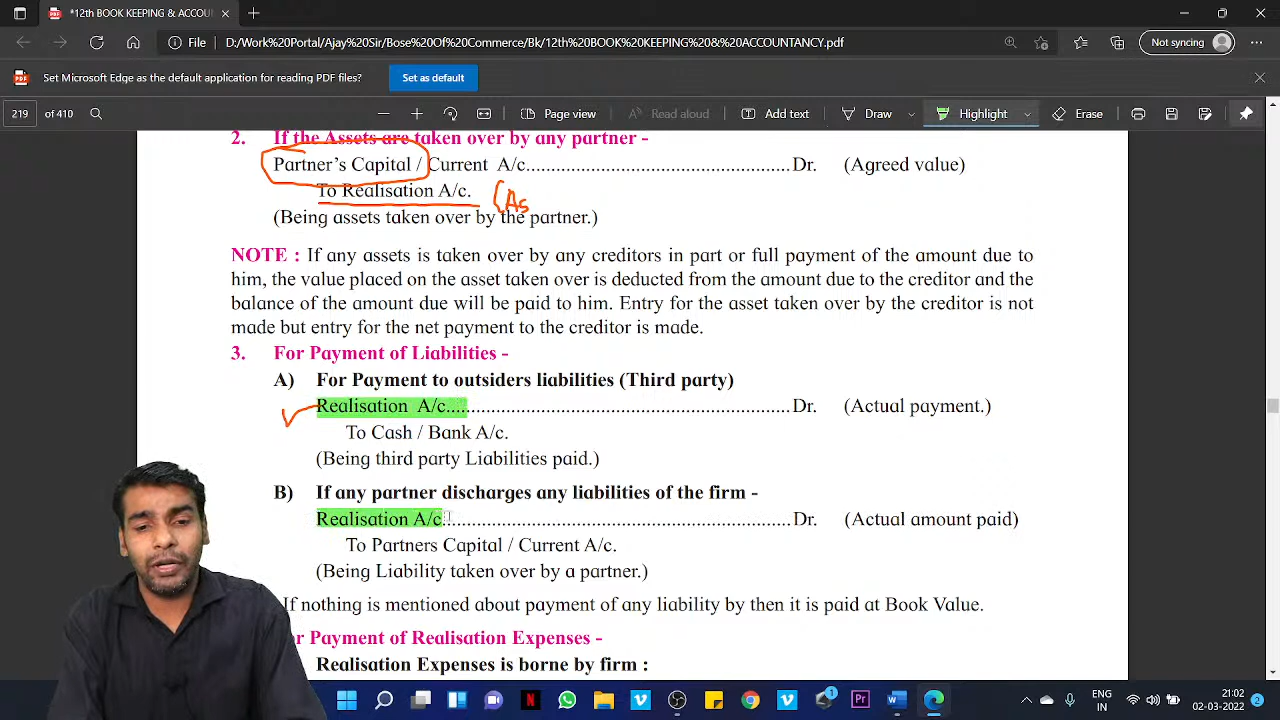 *12th BOOK KEEPING & ACCOUN
File
D:/Work%20Portal/Ajay%20Sir/Bose%20Of%20Commerce/Bk/12th%20BOOK%20KEEPING%20&%20ACCOUNTANCY.pdf
Not syncing
Set Microsoft Edge as the default application for reading PDF files?
Set as default
219 of 410
Page view
Read aloud
Add text
Draw
Highlight
Erase
2. If the Assets are taken over by any partner -
Partner's Capital / Current A/c.................................................... Dr. (Agreed value)
To Realisation A/c. (As
(Being assets taken over by the partner.)
NOTE : If any assets is taken over by any creditors in part or full payment of the amount due to
him, the value placed on the asset taken over is deducted from the amount due to the creditor and the
balance of the amount due will be paid to him. Entry for the asset taken over by the creditor is not
made but entry for the net payment to the creditor is made.
3. For Payment of Liabilities -
A) For Payment to outsiders liabilities (Third party)
Realisation A/c.................................................................... Dr. (Actual payment.)
To Cash / Bank A/c.
(Being third party Liabilities paid.)
B) If any partner discharges any liabilities of the firm -
Realisation A/c..................................................................... Dr. (Actual amount paid)
To Partners Capital / Current A/c.
(Being Liability taken over by a partner.)
If nothing is mentioned about payment of any liability by then it is paid at Book Value.
r Payment of Realisation Expenses -
Realisation Expenses is borne by firm :
ENG
IN
21:02
02-03-2022
2
1